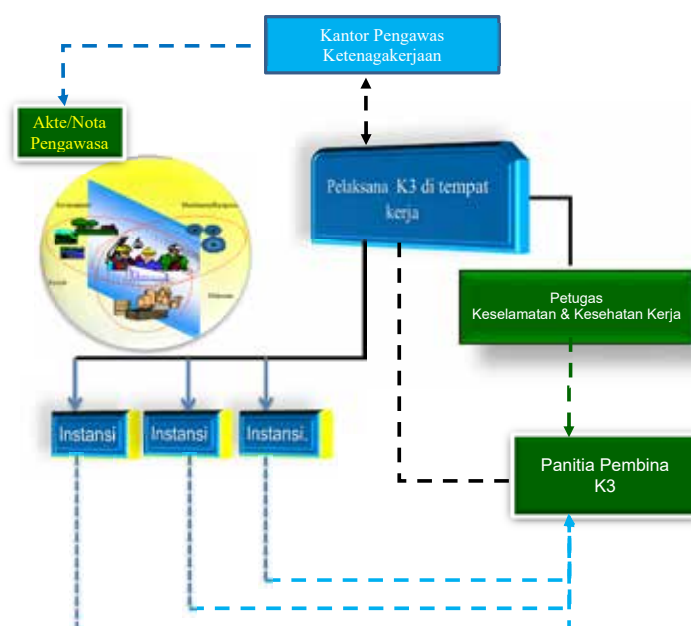 Kantor Pengawas
Ketenagakerjaan
Akte/Nota
Pengawasa
Pelaksana K3 di tempat
kerja
Petugas
Keselamatan & Kesehatan Kerja
Instansi
Instansi
Instansi.
Panitia Pembina
K3